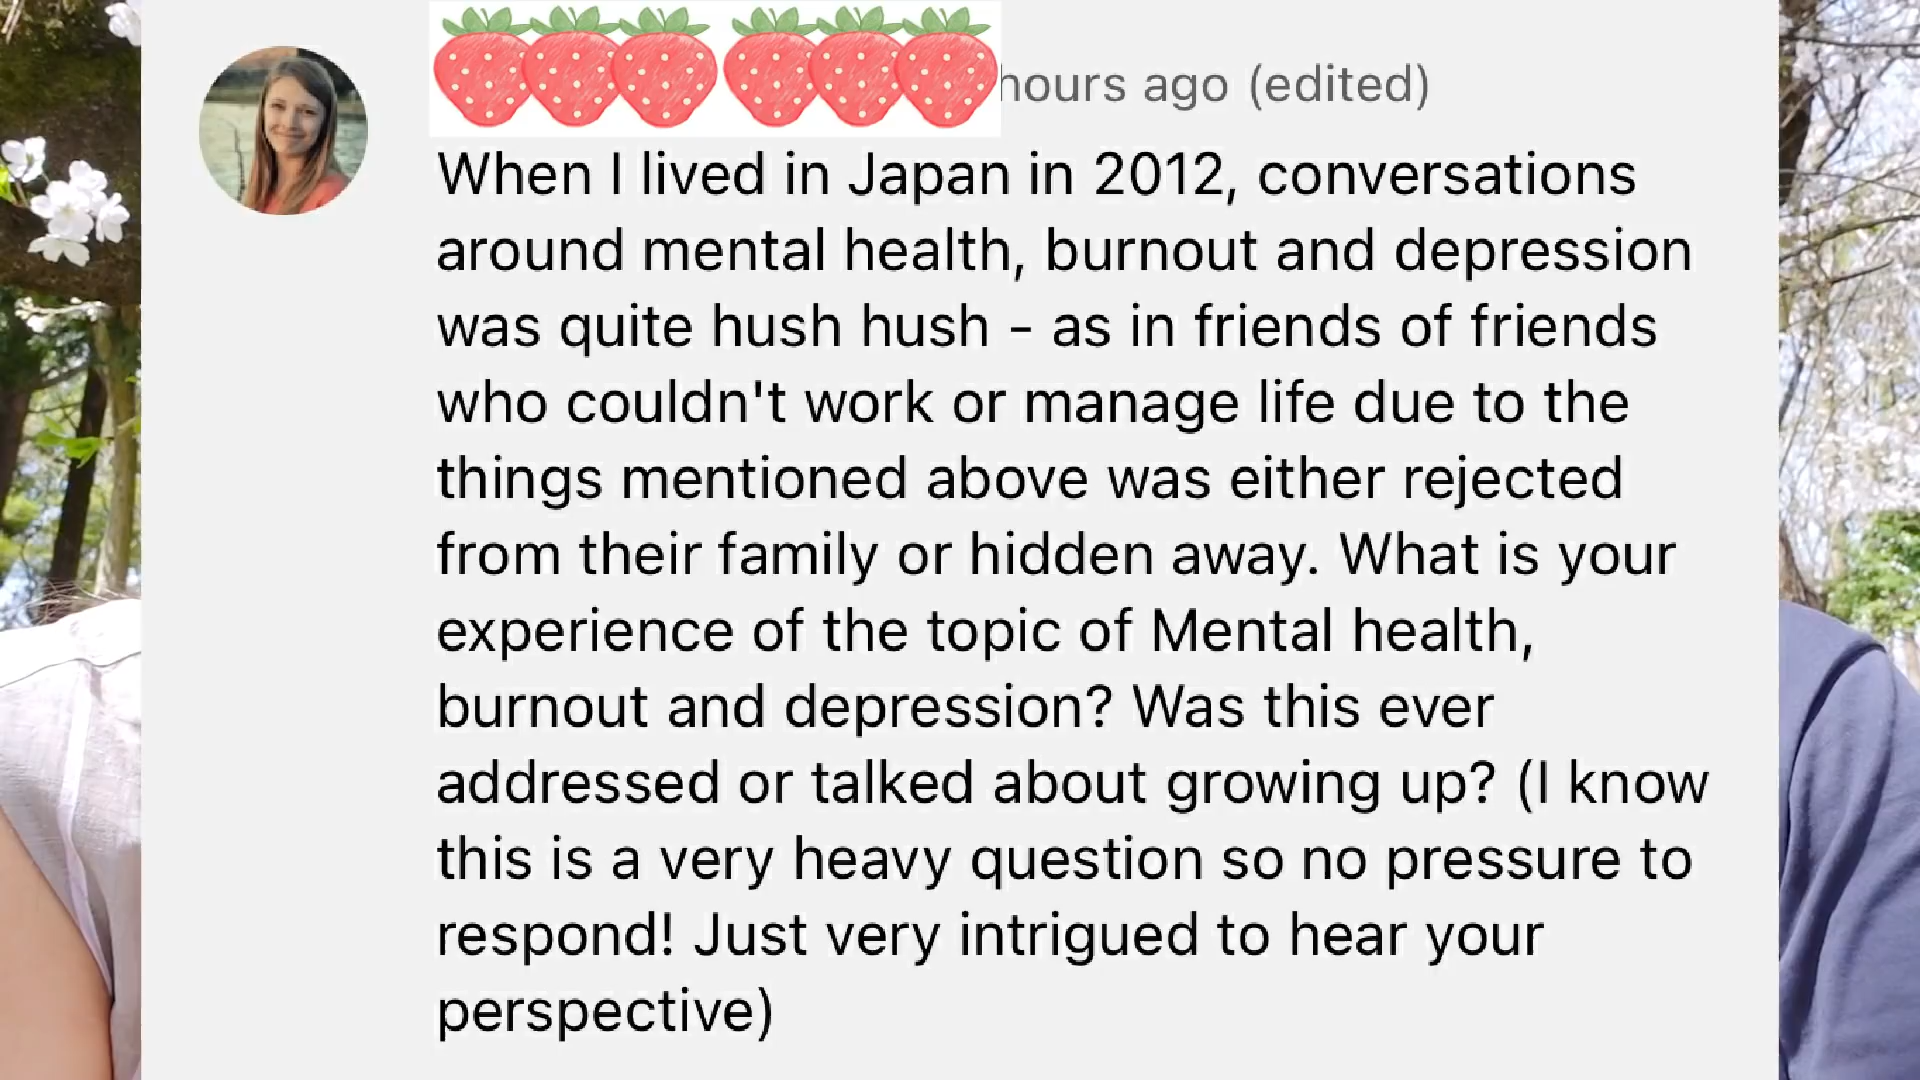 hours ago (edited)
When I lived in Japan in 2012, conversations
around mental health, burnout and depression
was quite hush hush - as in friends of friends
who couldn't work or manage life due to the
things mentioned above was either rejected
from their family or hidden away. What is your
experience of the topic of Mental health,
burnout and depression? Was this ever
addressed or talked about growing up? (I know
this is a very heavy question so no pressure to
respond! Just very intrigued to hear your
perspective)